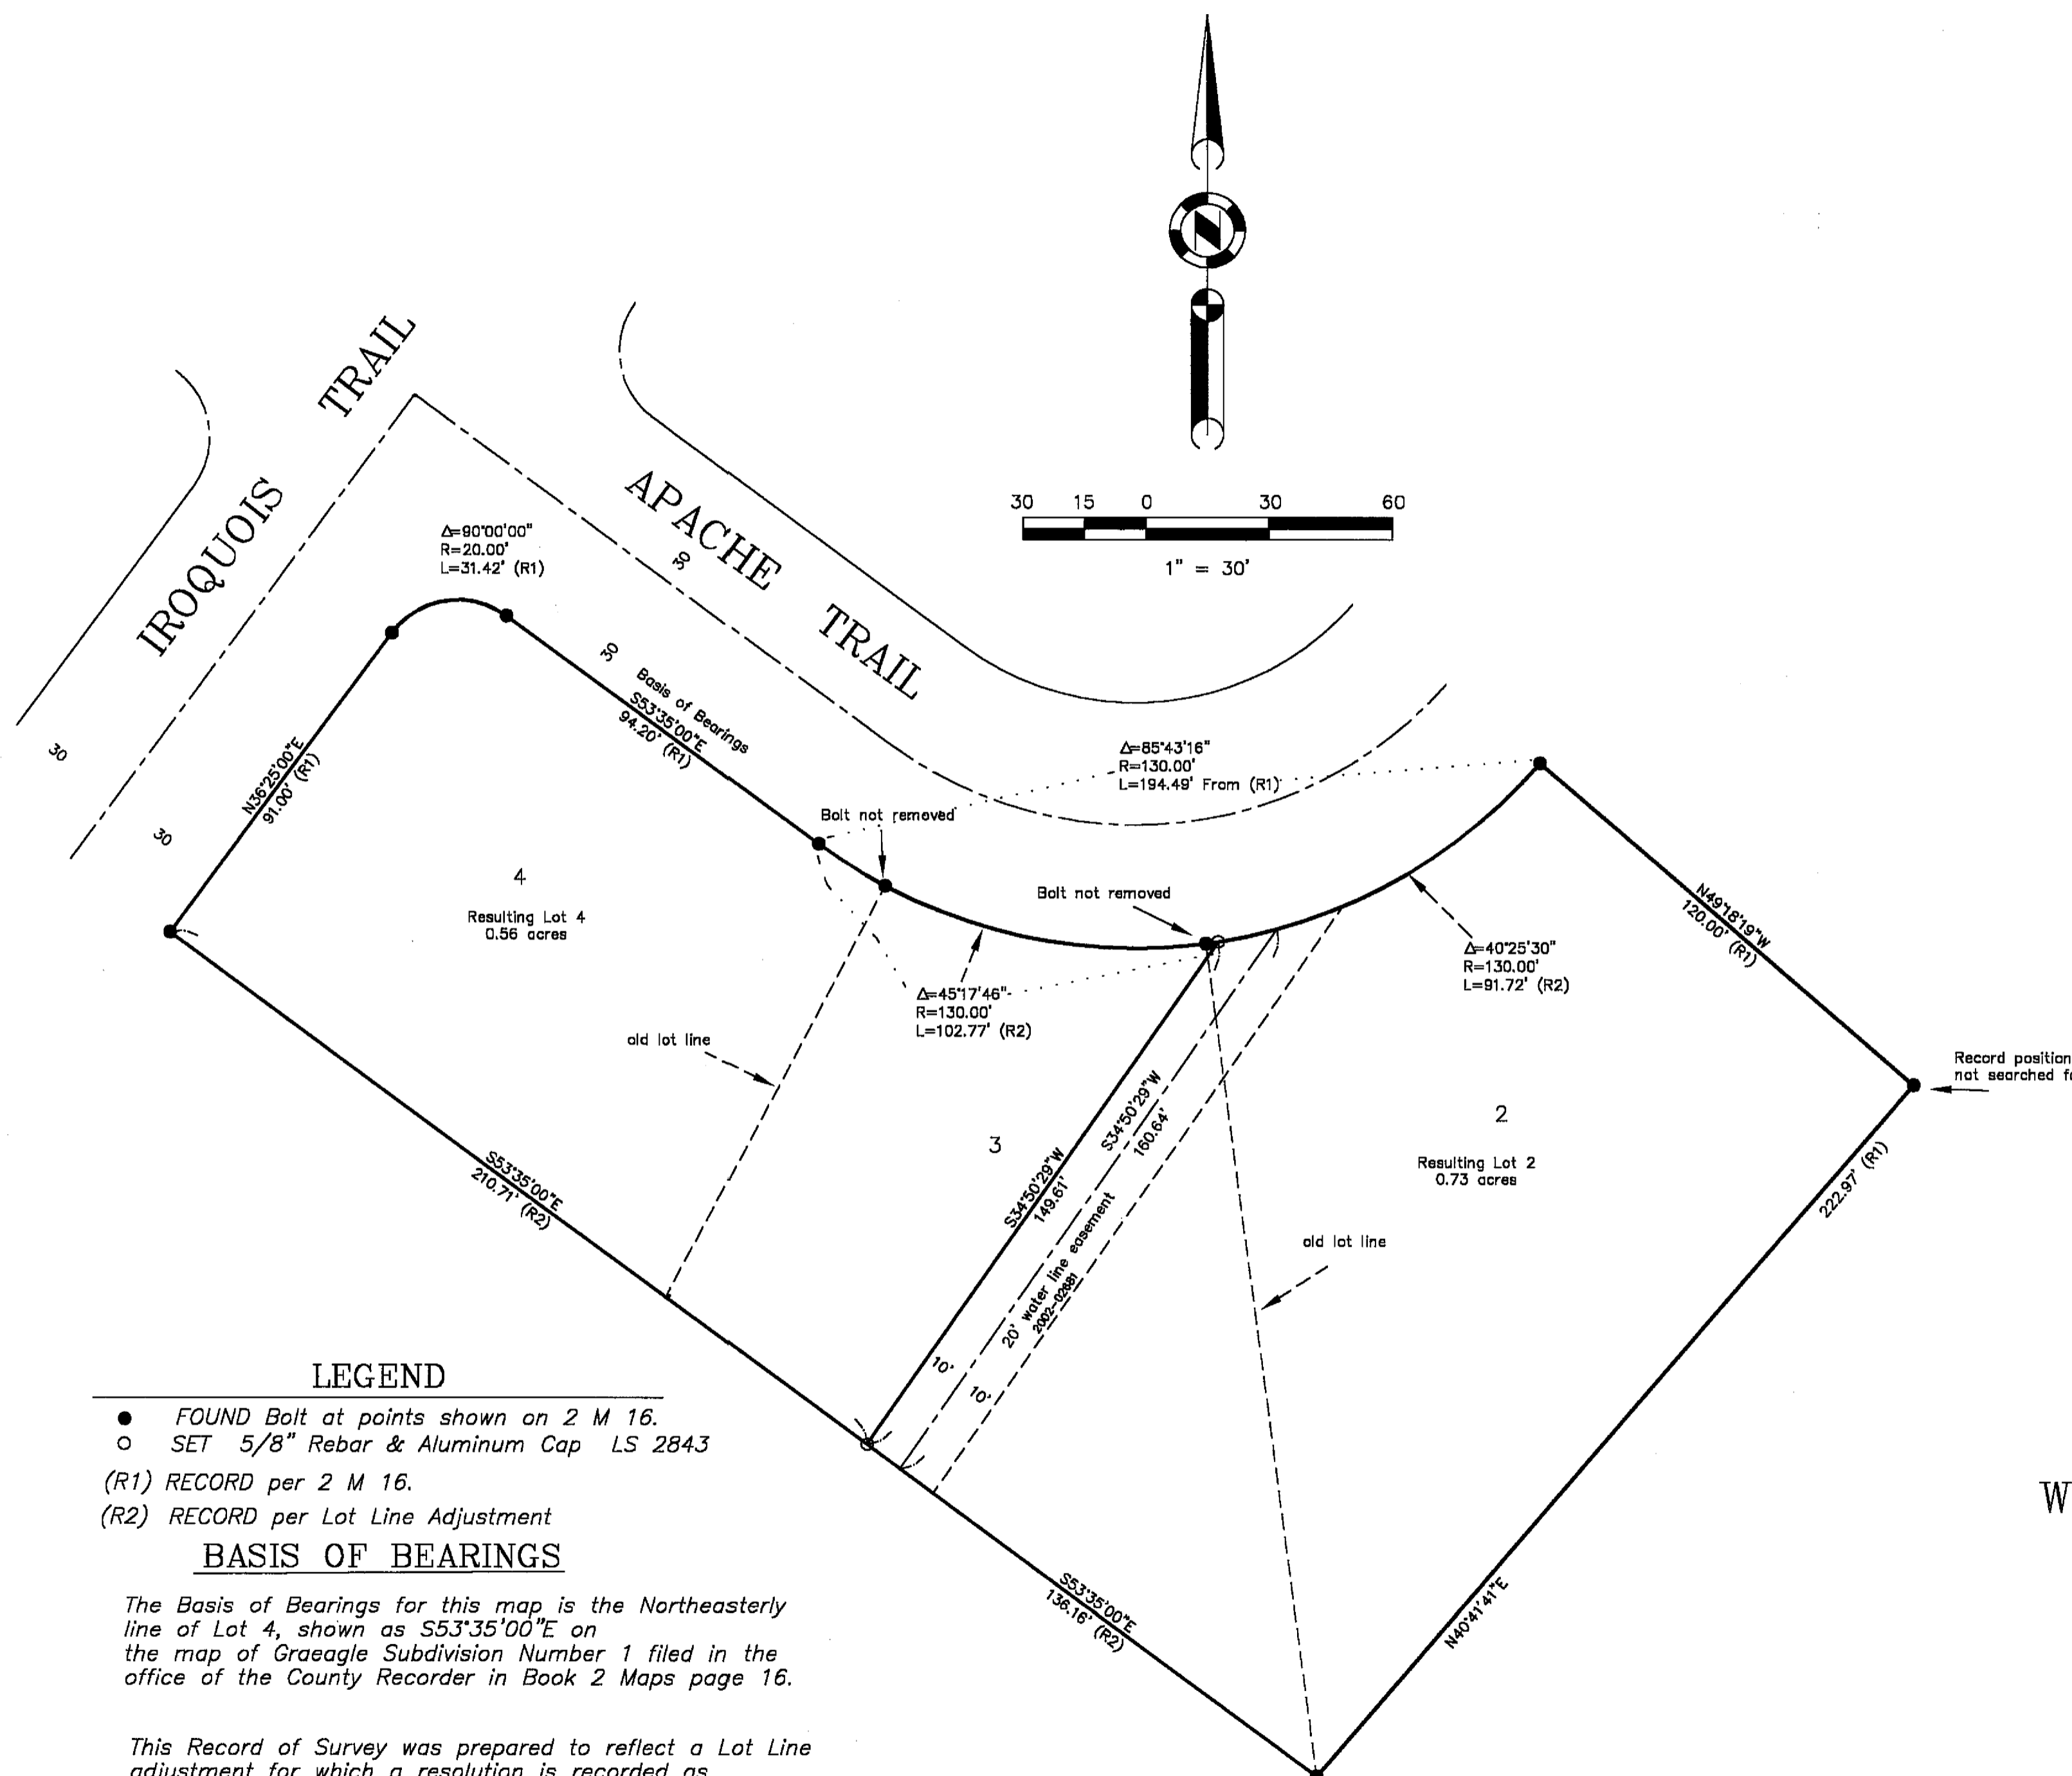 N
30 15 0 30 60
1" = 30'
IROQUOIS TRAIL
APACHE TRAIL
30
30
30
30
Δ=90°00'00"
R=20.00'
L=31.42' (R1)
Basis of Bearings
S53°35'00"E
94.20' (R1)
N36°25'00"E
91.00' (R1)
Δ=85°43'16"
R=130.00'
L=194.49' From (R1)
Bolt not removed
Bolt not removed
4
Resulting Lot 4
0.56 acres
N49°18'19"W
120.00' (R1)
Δ=40°25'30"
R=130.00'
L=91.72' (R2)
Δ=45°17'46"
R=130.00'
L=102.77' (R2)
old lot line
Record position
not searched
3
S34°50'29"W
160.64'
S34°50'29"W
149.61'
20' water line easement
2002-02681
10'
10'
2
Resulting Lot 2
0.73 acres
old lot line
222.97' (R1)
N40°41'41"E
S53°35'00"E
210.71' (R2)
S53°35'00"E
136.16' (R2)
W
LEGEND
FOUND Bolt at points shown on 2 M 16.
SET 5/8" Rebar & Aluminum Cap LS 2843
(R1) RECORD per 2 M 16.
(R2) RECORD per Lot Line Adjustment
BASIS OF BEARINGS
The Basis of Bearings for this map is the Northeasterly
line of Lot 4, shown as S53°35'00"E on
the map of Graeagle Subdivision Number 1 filed in the
office of the County Recorder in Book 2 Maps page 16.
This Record of Survey was prepared to reflect a Lot Line
adjustment for which a resolution is recorded as